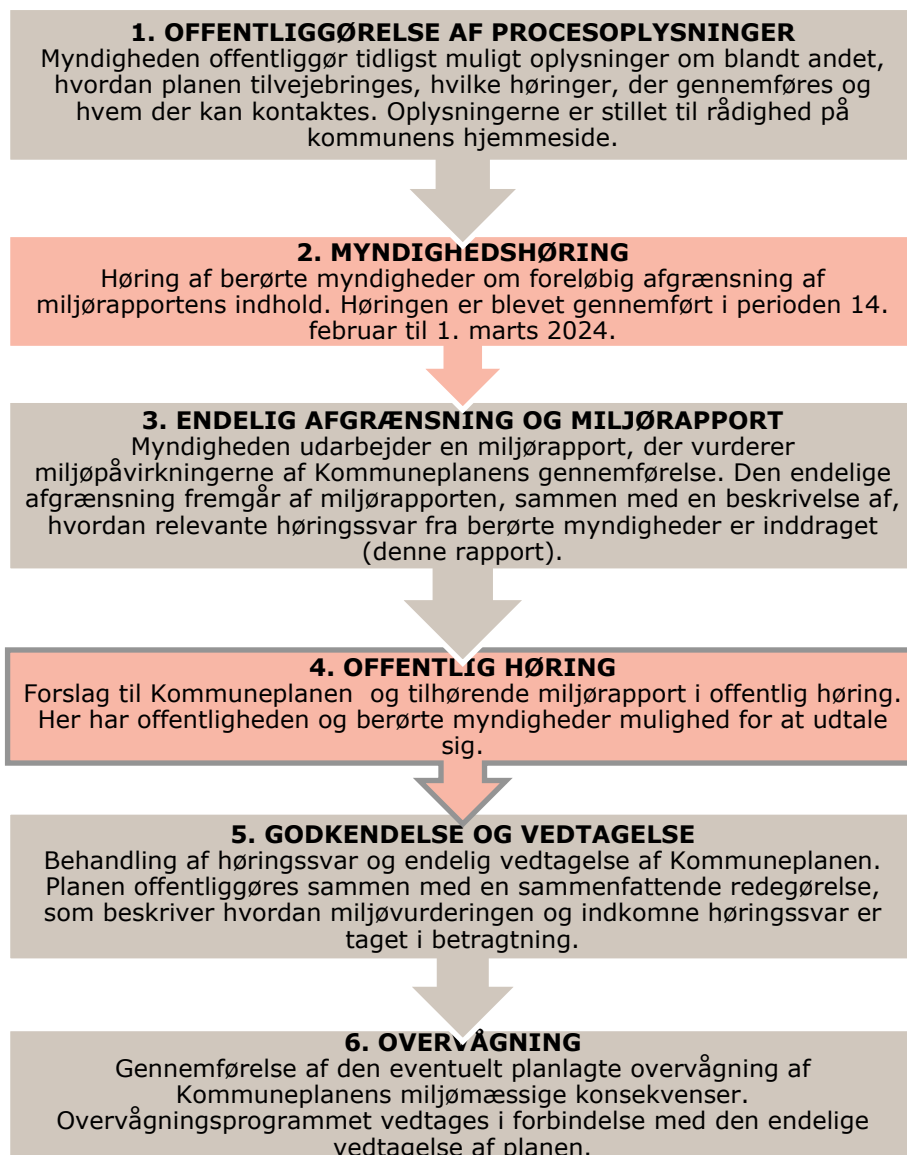 1. OFFENTLIGGØRELSE AF PROCESOPLYSNINGER
Myndigheden offentliggør tidligst muligt oplysninger om blandt andet,
hvordan planen tilvejebringes, hvilke høringer, der gennemføres og
hvem der kan kontaktes. Oplysningerne er stillet til rådighed på
kommunens hjemmeside.
2. MYNDIGHEDSHØRING
Høring af berørte myndigheder om foreløbig afgrænsning af
miljørapportens indhold. Høringen er blevet gennemført i perioden 14.
februar til 1. marts 2024.
3. ENDELIG AFGRÆNSNING OG MILJØRAPPORT
Myndigheden udarbejder en miljørapport, der vurderer
miljøpåvirkningerne af Kommuneplanens gennemførelse. Den endelige
afgrænsning fremgår af miljørapporten, sammen med en beskrivelse af,
hvordan relevante høringssvar fra berørte myndigheder er inddraget
(denne rapport).
4. OFFENTLIG HØRING
Forslag til Kommuneplanen og tilhørende miljørapport i offentlig høring.
Her har offentligheden og berørte myndigheder mulighed for at udtale
sig.
5. GODKENDELSE OG VEDTAGELSE
Behandling af høringssvar og endelig vedtagelse af Kommuneplanen.
Planen offentliggøres sammen med en sammenfattende redegørelse,
som beskriver hvordan miljøvurderingen og indkomne høringssvar er
taget i betragtning.
6. OVERVÅGNING
Gennemførelse af den eventuelt planlagte overvågning af
Kommuneplanens miljømæssige konsekvenser.
Overvågningsprogrammet vedtages i forbindelse med den endelige
vedtagelse af planen.